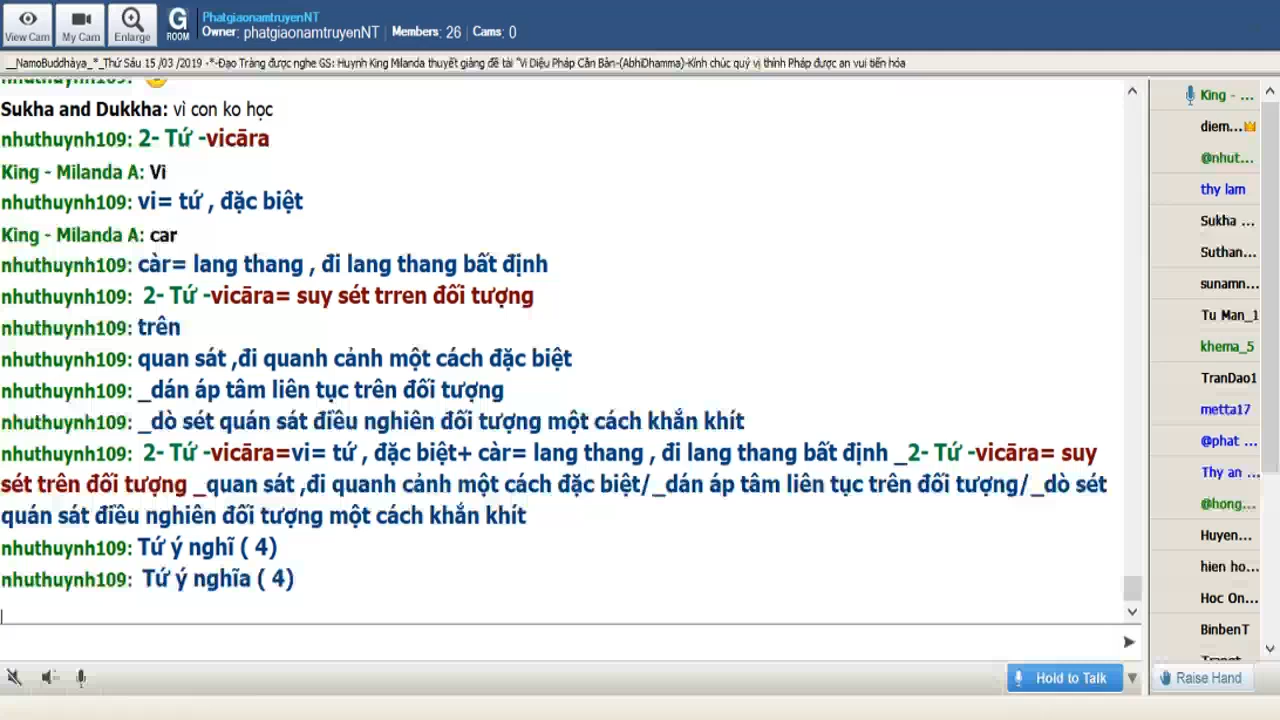 PhatgiaonamtruyenNT
G
ROOM
Owner: phatgiaonamtruyenNT | Members: 26 | Cams: 0
View Cam
My Cam
Enlarge
__NamoBuddhàya_*_Thứ Sáu 15 /03 /2019 -*-Đạo Tràng được nghe GS: Huynh King Milanda thuyết giảng đề tài "Vi Diệu Pháp Căn Bản-(AbhiDhamma)-Kính chúc quý vị thính Pháp được an vui tiến hóa
nhuthuynh109:
Sukha and Dukkha: vì con ko học
nhuthuynh109: 2- Tứ -vicāra
King - Milanda A: Vi
nhuthuynh109: vi= tứ , đặc biệt
King - Milanda A: car
nhuthuynh109: càr= lang thang , đi lang thang bất định
nhuthuynh109: 2- Tứ -vicāra= suy sét trren đối tượng
nhuthuynh109: trên
nhuthuynh109: quan sát ,đi quanh cảnh một cách đặc biệt
nhuthuynh109: _dán áp tâm liên tục trên đối tượng
nhuthuynh109: _dò sét quán sát điều nghiên đối tượng một cách khắn khít
nhuthuynh109: 2- Tứ -vicāra=vi= tứ , đặc biệt+ càr= lang thang , đi lang thang bất định _2- Tứ -vicāra= suy
sét trên đối tượng _quan sát ,đi quanh cảnh một cách đặc biệt/_dán áp tâm liên tục trên đối tượng/_dò sét
quán sát điều nghiên đối tượng một cách khắn khít
nhuthuynh109: Tứ ý nghĩ ( 4)
nhuthuynh109: Tứ ý nghĩa ( 4)
King - ...
diem...
@nhut...
thy lam
Sukha ...
Suthan...
sunamn...
Tu Man_1
khema_5
TranDao1
metta17
@phat ...
Thy an ...
@hong...
Huyen...
hien ho...
Hoc On...
BinbenT
Hold to Talk
Raise Hand